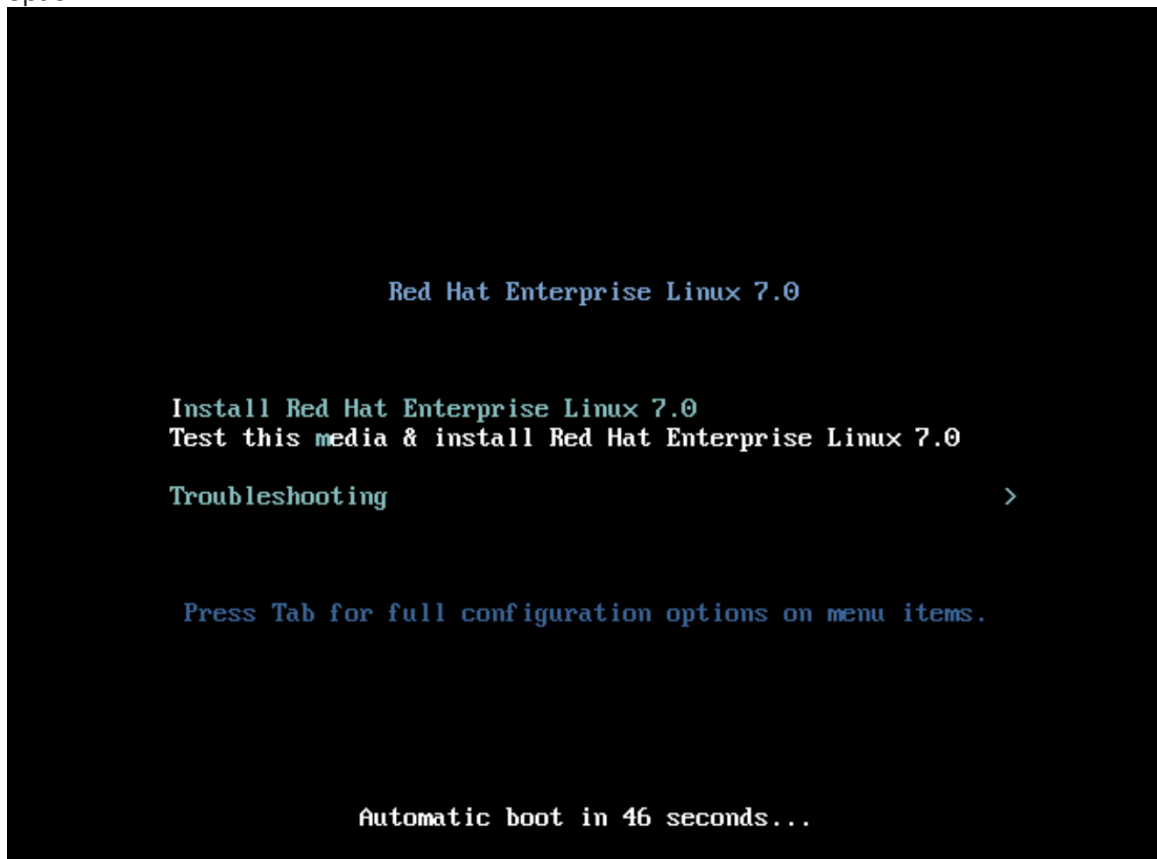 Red Hat Enterprise Linux 7.0
Install Red Hat Enterprise Linux 7.0
Test this media & install Red Hat Enterprise Linux 7.0
Troubleshooting >
Press Tab for full configuration options on menu items.
Automatic boot in 46 seconds...